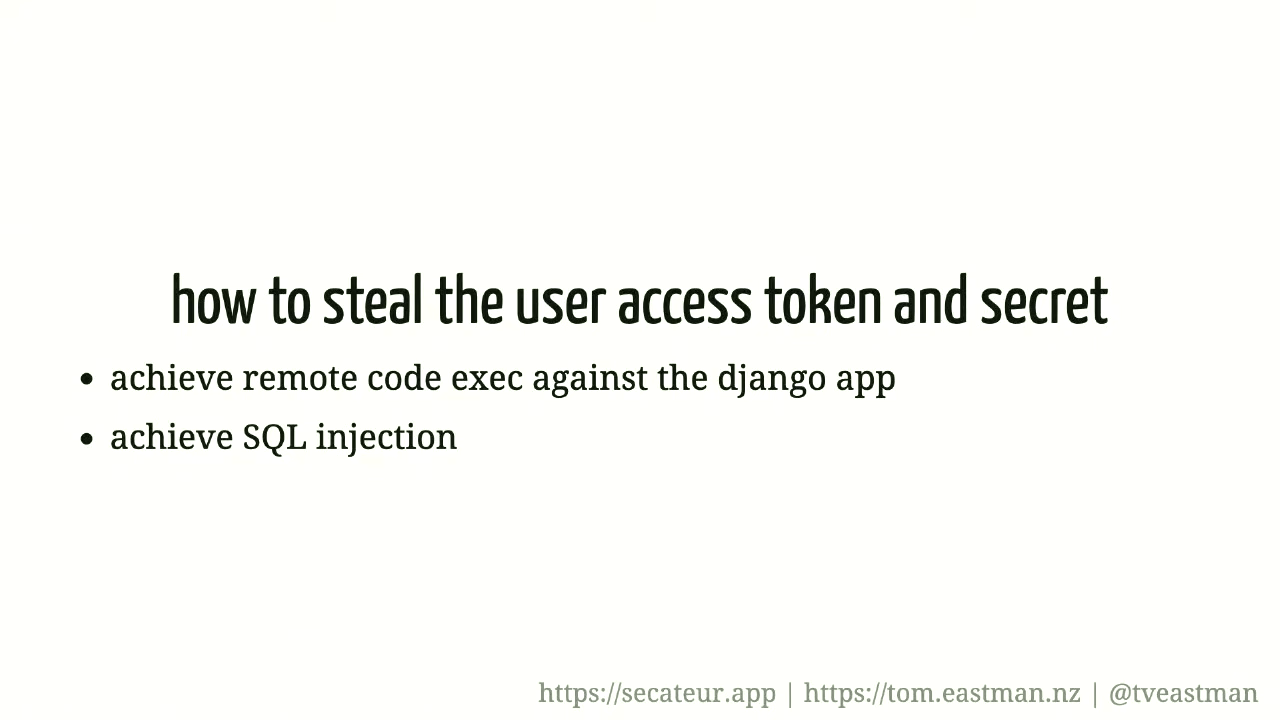 how to steal the user access token and secret
• achieve remote code exec against the django app
• achieve SQL injection
https://secateur.app | https://tom.eastman.nz | @tveastman